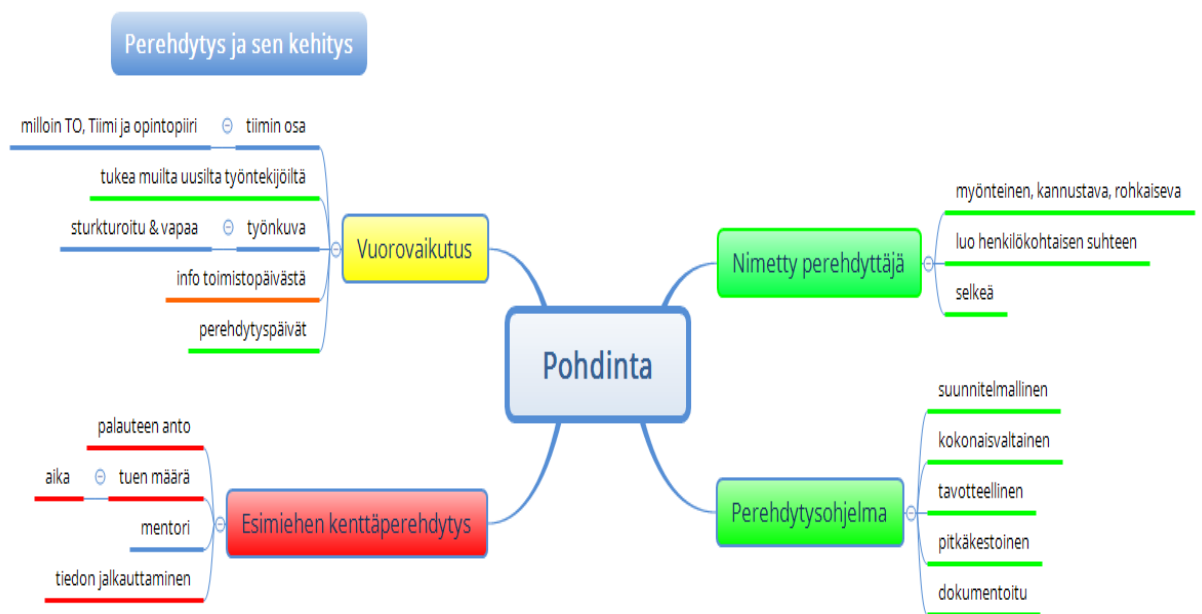 Perehdytys ja sen kehitys
milloin TO, Tiimi ja opintopiiri
tiimin osa
tukea muilta uusilta työntekijöiltä
sturkturoitu & vapaa
työnkuva
info toimistopäivästä
perehdytyspäivät
Vuorovaikutus
palauteen anto
aika
tuen määrä
mentori
tiedon jalkauttaminen
Esimiehen kenttäperehdytys
Pohdinta
Nimetty perehdyttäjä
myönteinen, kannustava, rohkaiseva
luo henkilökohtaisen suhteen
selkeä
Perehdytysohjelma
suunnitelmallinen
kokonaisvaltainen
tavotteellinen
pitkäkestoinen
dokumentoitu